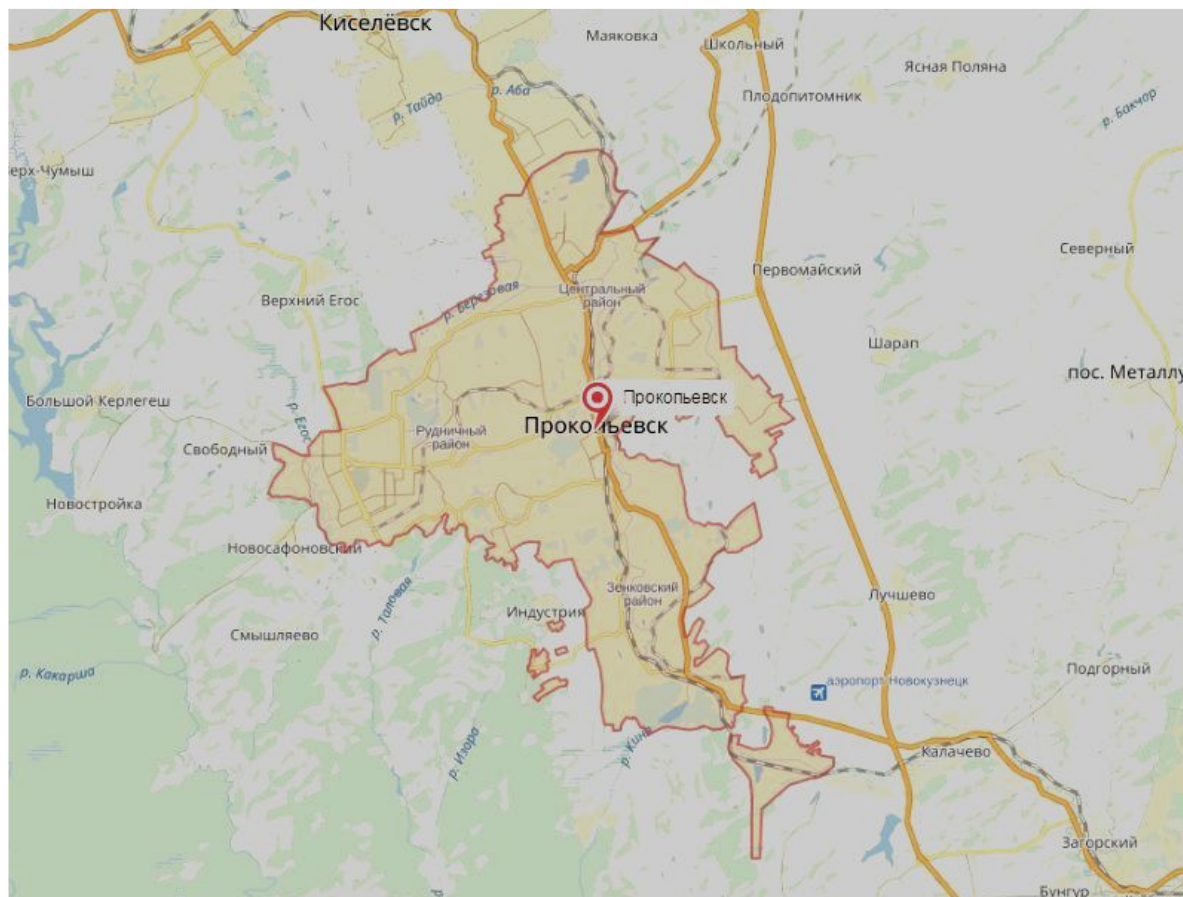 Киселёвск
Маяковка
Школьный
Ясная Поляна
р. Аба
Плодопитомник
р. Тайда
р. Бакчар
ерх-Чумыш
Северный
Первомайский
Центральный
район
Верхний Егос
р. Березовая
Шарап
пос. Металлу
Прокопьевск
Большой Керлегеш
р. Егос
Рудничный
район
Прокопьевск
Свободный
Новостройка
Новосафоновский
Зенковский
район
Лучшево
Индустрия
р. Таловая
Смышляево
р. Какарша
Подгорный
аэропорт Новокузнецк
р. Изора
р. Кина
Калачево
Загорский
Бунгур